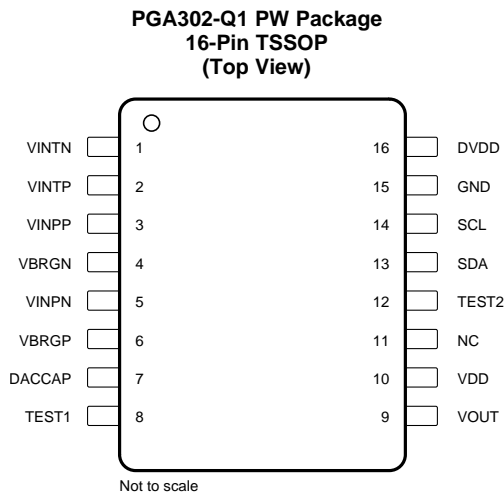 PGA302-Q1 PW Package
16-Pin TSSOP
(Top View)
VINTN 1 16 DVDD
VINTP 2 15 GND
VINPP 3 14 SCL
VBRGN 4 13 SDA
VINPN 5 12 TEST2
VBRGP 6 11 NC
DACCAP 7 10 VDD
TEST1 8 9 VOUT
Not to scale